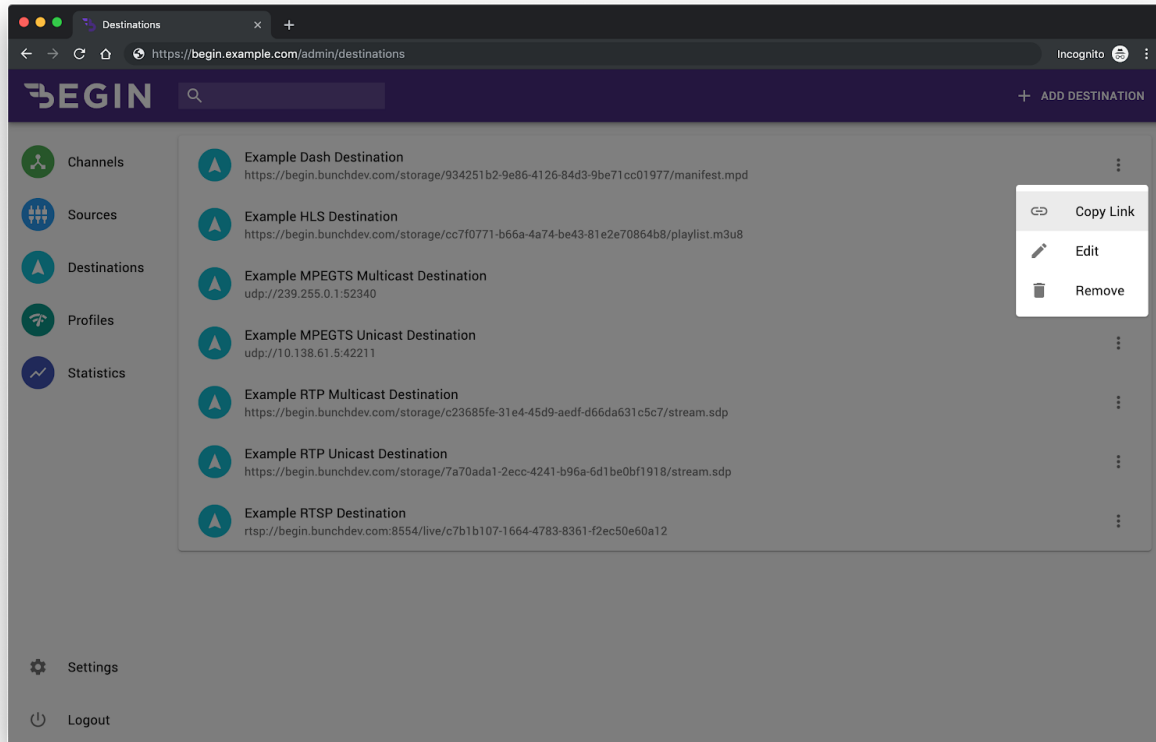 Destinations
https://begin.example.com/admin/destinations
Incognito
BEGIN
ADD DESTINATION
Channels
Sources
Destinations
Profiles
Statistics
Settings
Logout
Example Dash Destination
https://begin.bunchdev.com/storage/934251b2-9e86-4126-84d3-9be71cc01977/manifest.mpd
Example HLS Destination
https://begin.bunchdev.com/storage/cc7f0771-b66a-4a74-be43-81e2e70864b8/playlist.m3u8
Example MPEGTS Multicast Destination
udp://239.255.0.1:52340
Example MPEGTS Unicast Destination
udp://10.138.61.5:42211
Example RTP Multicast Destination
https://begin.bunchdev.com/storage/c23685fe-31e4-45d9-aedf-d66da631c5c7/stream.sdp
Example RTP Unicast Destination
https://begin.bunchdev.com/storage/7a70ada1-2ecc-4241-b96a-6d1be0bf1918/stream.sdp
Example RTSP Destination
rtsp://begin.bunchdev.com:8554/live/c7b1b107-1664-4783-8361-f2ec50e60a12
Copy Link
Edit
Remove